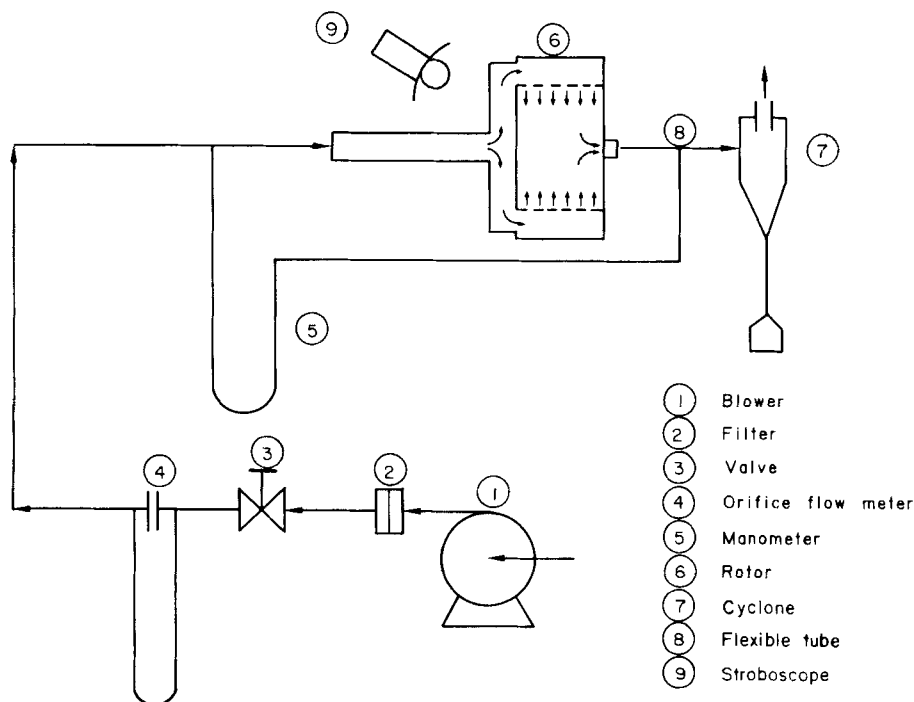 9
6
8
7
5
3
4
2
1
1 Blower
2 Filter
3 Valve
4 Orifice flow meter
5 Manometer
6 Rotor
7 Cyclone
8 Flexible tube
9 Stroboscope